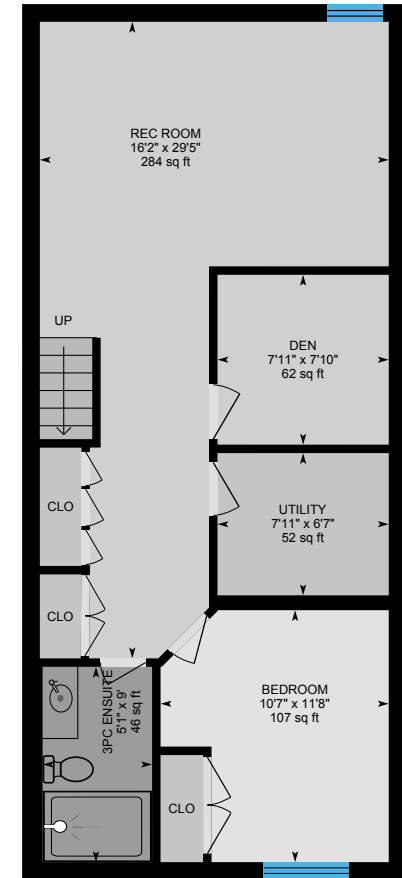 REC ROOM
16'2" x 29'5"
284 sq ft
UP
DEN
7'11" x 7'10"
62 sq ft
CLO
UTILITY
7'11" x 6'7"
52 sq ft
CLO
3PC ENSUITE
5'1" x 9'
46 sq ft
BEDROOM
10'7" x 11'8"
107 sq ft
CLO